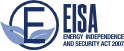 E
EISA
ENERGY INDEPENDENCE
AND SECURITY ACT 2007